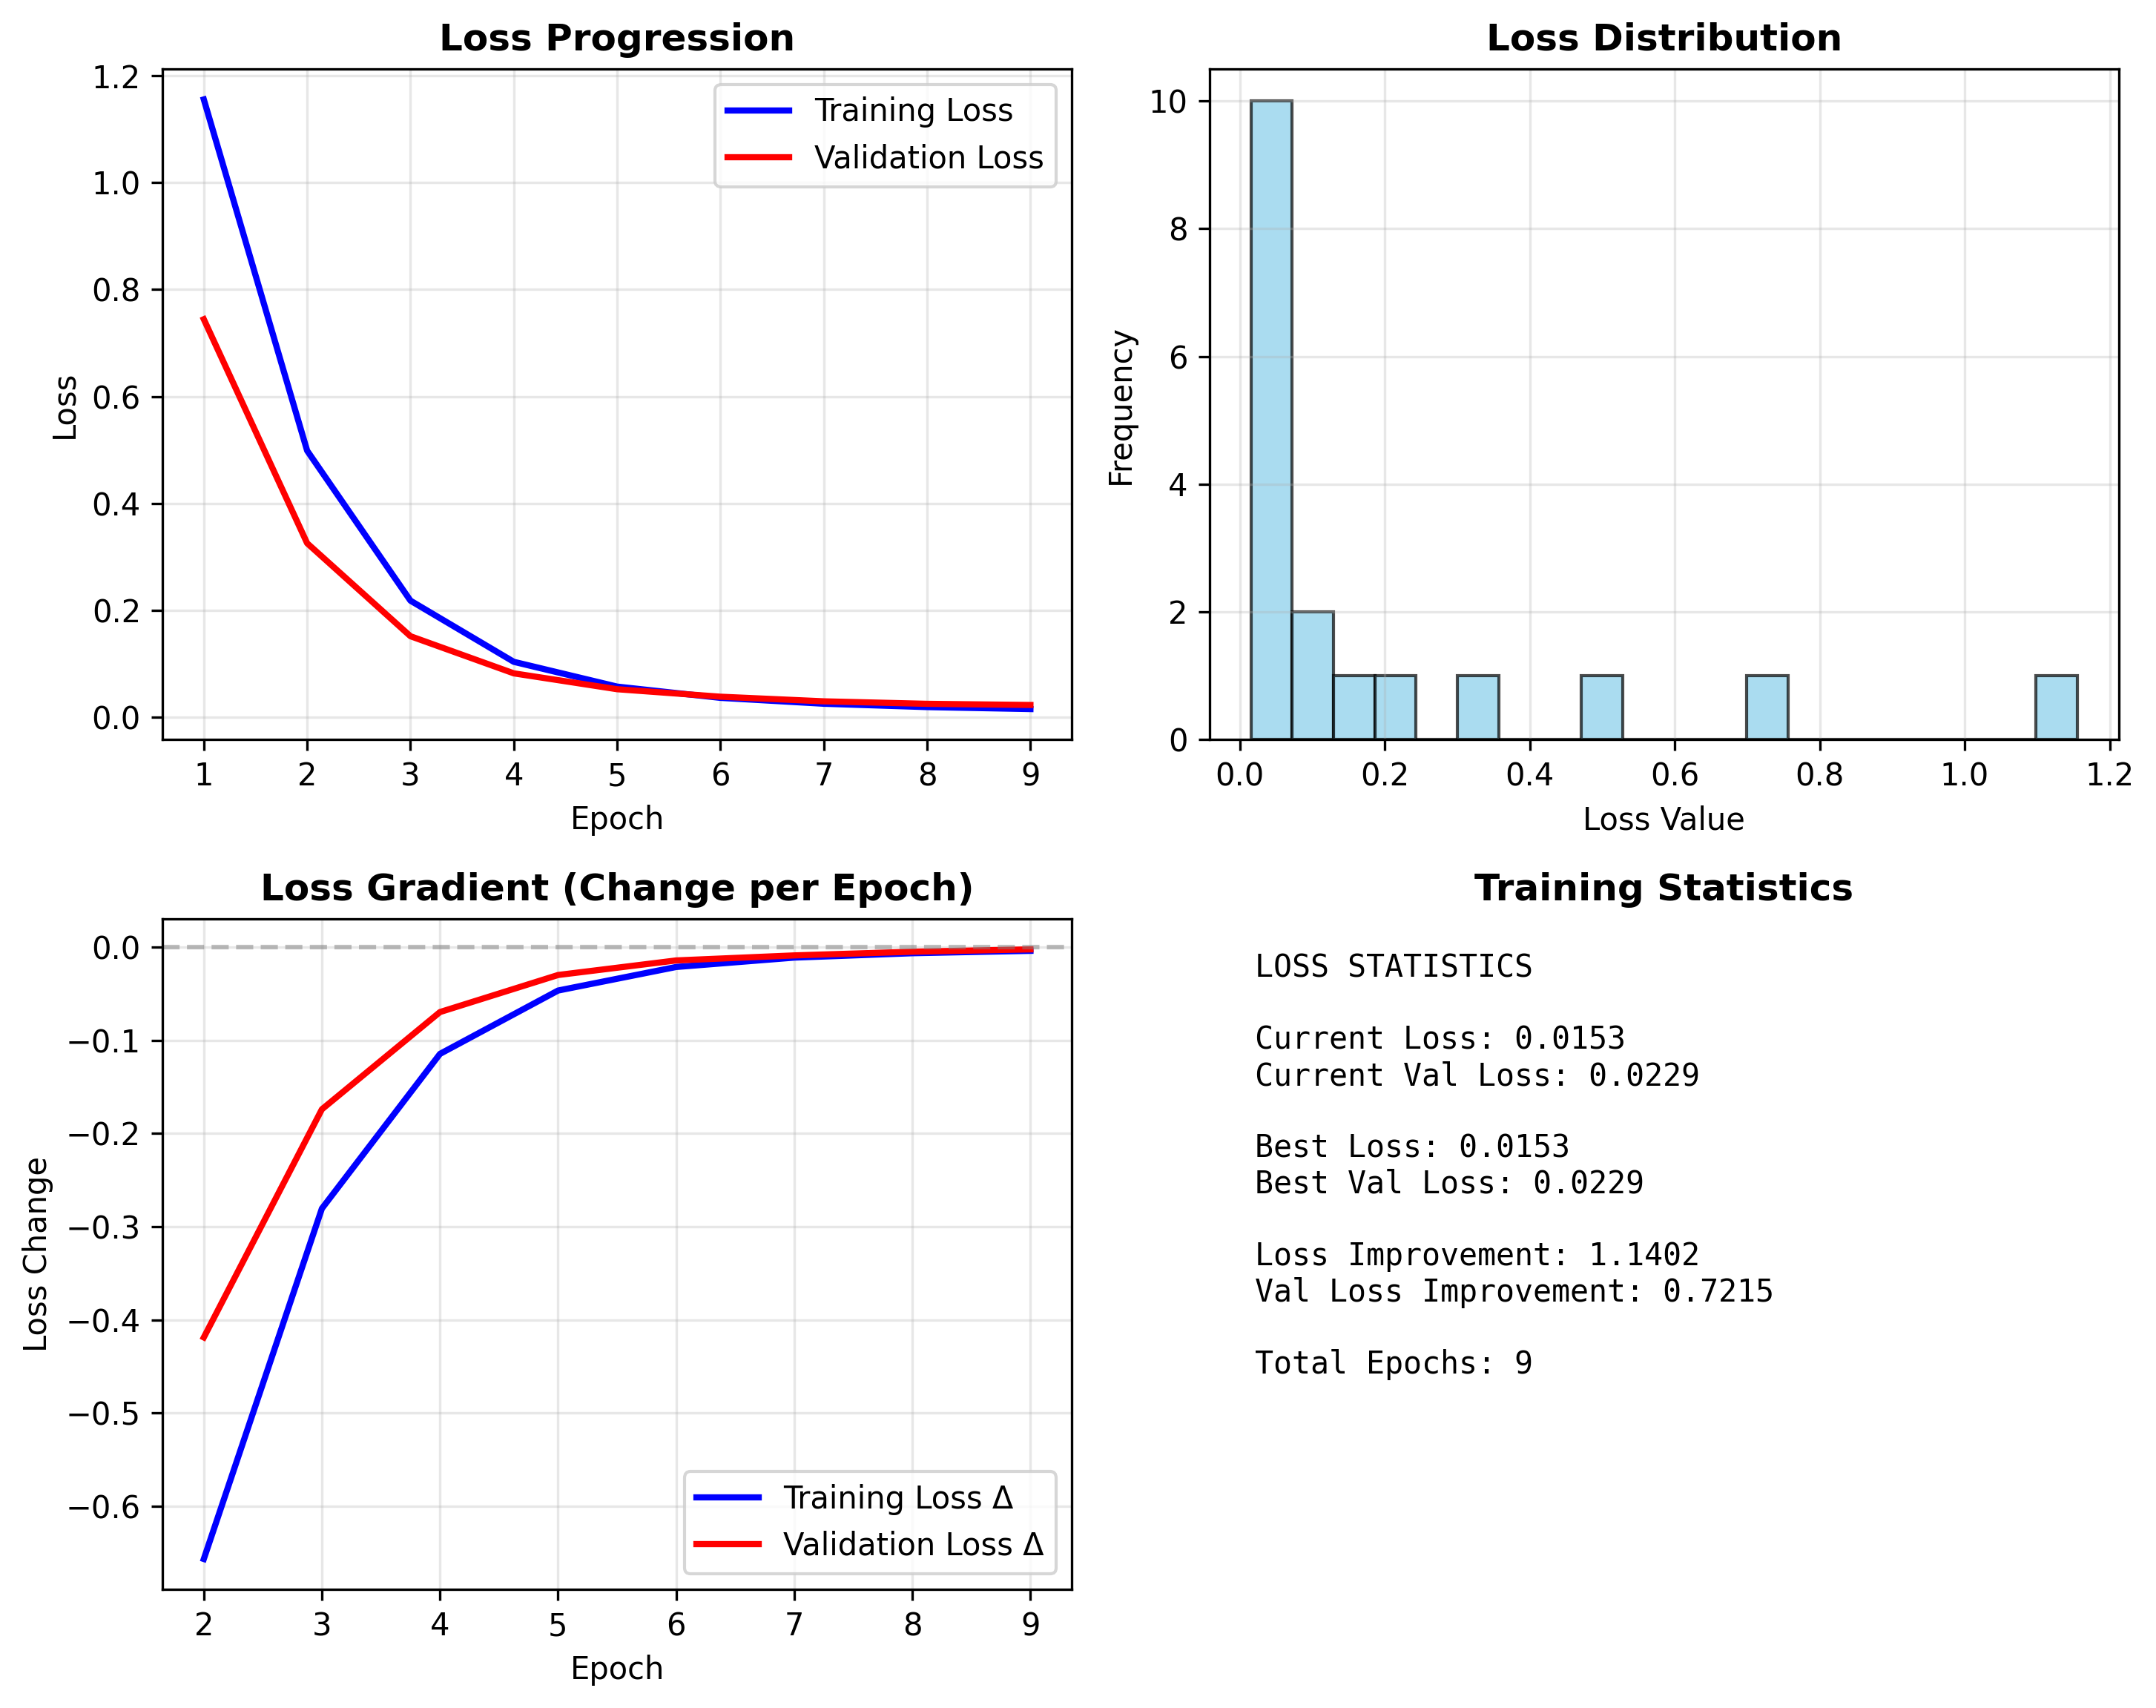 Loss Progression
1.2
1.0
0.8
0.6
0.4
0.2
0.0
Loss
Training Loss
Validation Loss
1 2 3 4 5 6 7 8 9
Epoch
Loss Distribution
10
8
6
4
2
0
Frequency
0.0 0.2 0.4 0.6 0.8 1.0 1.2
Loss Value
Loss Gradient (Change per Epoch)
0.0
−0.1
−0.2
−0.3
−0.4
−0.5
−0.6
Loss Change
Training Loss Δ
Validation Loss Δ
2 3 4 5 6 7 8 9
Epoch
Training Statistics
LOSS STATISTICS
Current Loss: 0.0153
Current Val Loss: 0.0229
Best Loss: 0.0153
Best Val Loss: 0.0229
Loss Improvement: 1.1402
Val Loss Improvement: 0.7215
Total Epochs: 9